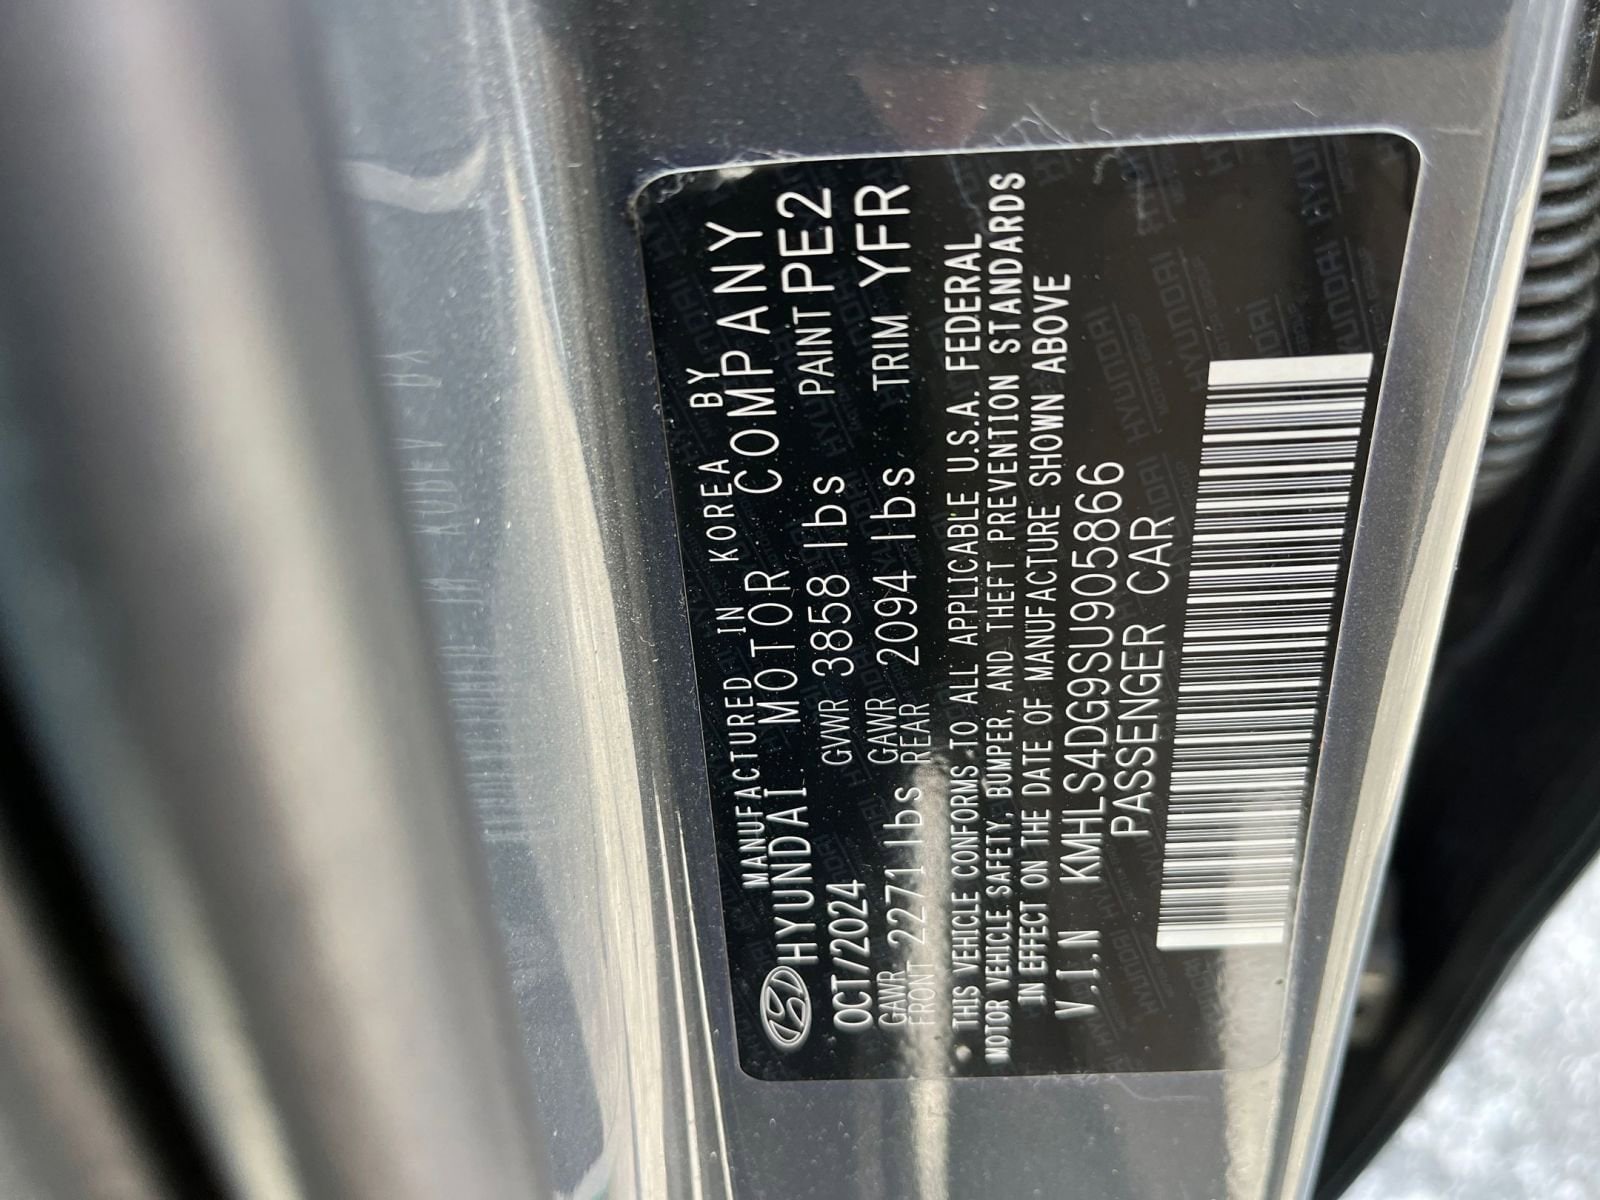 MANUFACTURED IN KOREA BY
HYUNDAI MOTOR COMPANY
OCT/2024 GVWR 3858 lbs PAINT PE2
GAWR FRONT 2271 lbs GAWR REAR 2094 lbs TRIM YFR
THIS VEHICLE CONFORMS TO ALL APPLICABLE U.S.A. FEDERAL
MOTOR VEHICLE SAFETY, BUMPER, AND THEFT PREVENTION STANDARDS
IN EFFECT ON THE DATE OF MANUFACTURE SHOWN ABOVE
V.I.N KMHLS4DG9SU905866
PASSENGER CAR